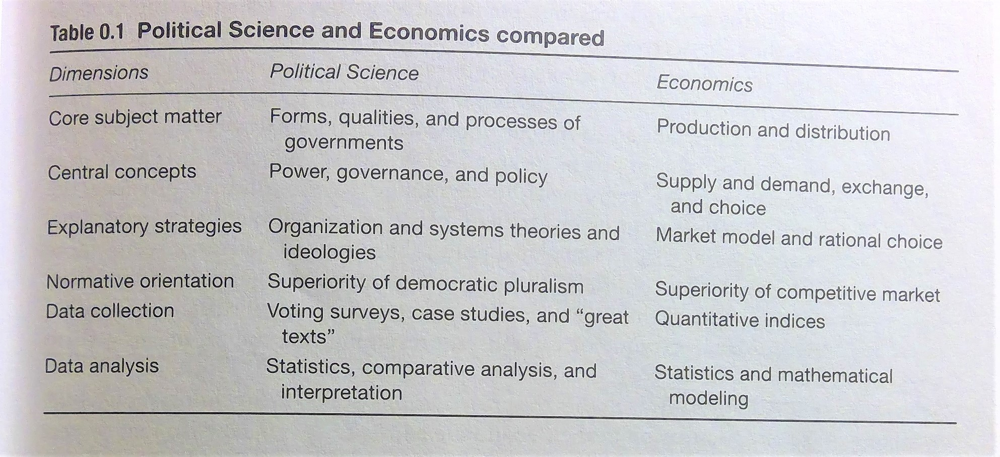 Table 0.1 Political Science and Economics compared
Dimensions Political Science Economics
Core subject matter Forms, qualities, and processes of Production and distribution
governments
Central concepts Power, governance, and policy Supply and demand, exchange,
and choice
Explanatory strategies Organization and systems theories and Market model and rational choice
ideologies
Normative orientation Superiority of democratic pluralism Superiority of competitive market
Data collection Voting surveys, case studies, and “great Quantitative indices
texts”
Data analysis Statistics, comparative analysis, and Statistics and mathematical
interpretation modeling